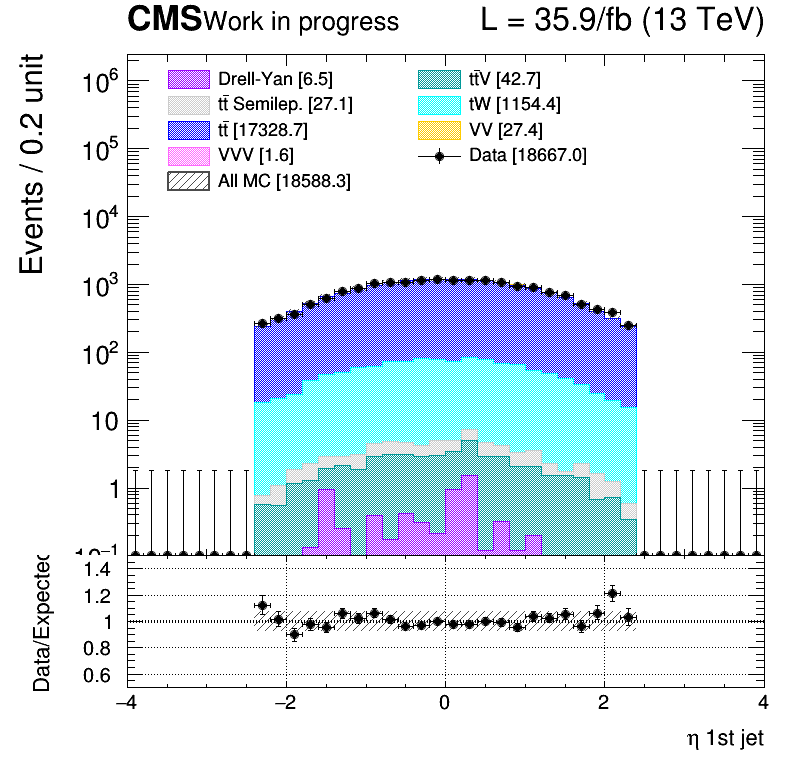 CMS Work in progress L = 35.9/fb (13 TeV)
Events / 0.2 unit
Drell-Yan [6.5]
tt̄ Semilep. [27.1]
tt̄ [17328.7]
VVV [1.6]
All MC [18588.3]
tt̄V [42.7]
tW [1154.4]
VV [27.4]
Data [18667.0]
10⁶
10⁵
10⁴
10³
10²
10
1
10⁻¹
Data/Expected
1.4
1.2
1
0.8
0.6
−4 −2 0 2 4
η 1st jet